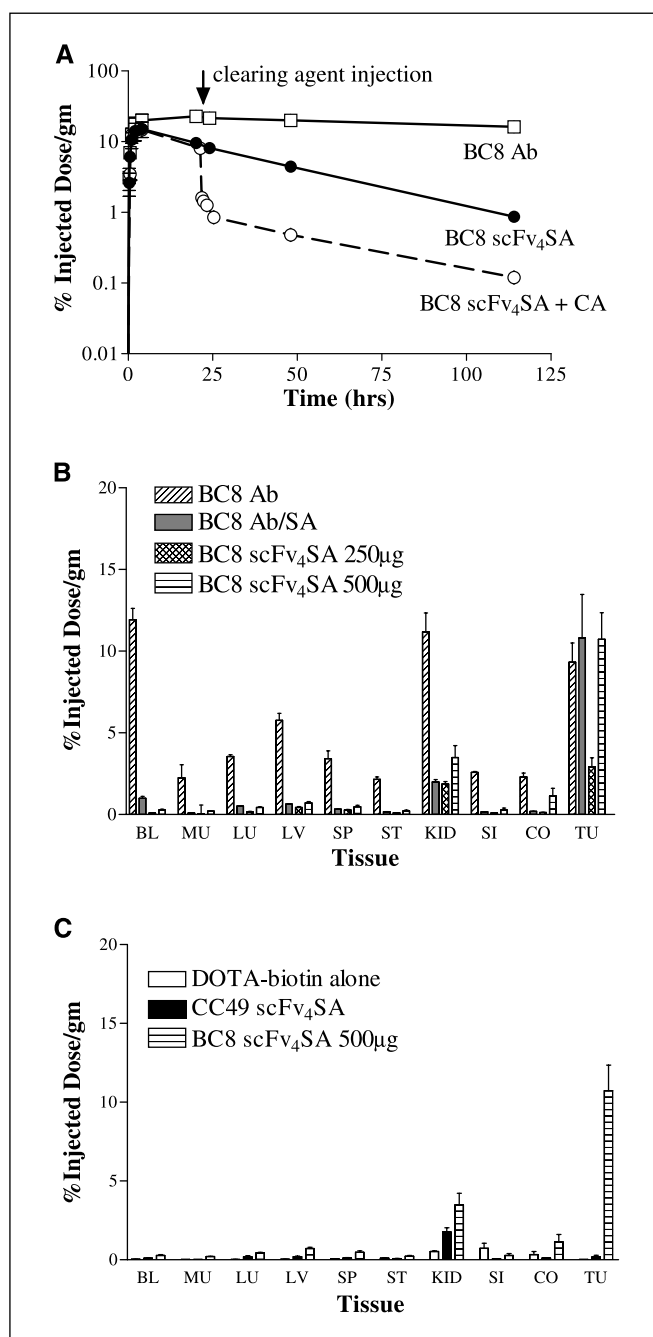 A
clearing agent injection
100
10
1
0.1
0.01
% Injected Dose/gm
BC8 Ab
BC8 scFv₄SA
BC8 scFv₄SA + CA
0 25 50 75 100 125
Time (hrs)
B
20
15
10
5
0
% Injected Dose/gm
BC8 Ab
BC8 Ab/SA
BC8 scFv₄SA 250µg
BC8 scFv₄SA 500µg
BL MU LU LV SP ST KID SI CO TU
Tissue
C
20
15
10
5
0
% Injected Dose/gm
DOTA-biotin alone
CC49 scFv₄SA
BC8 scFv₄SA 500µg
BL MU LU LV SP ST KID SI CO TU
Tissue